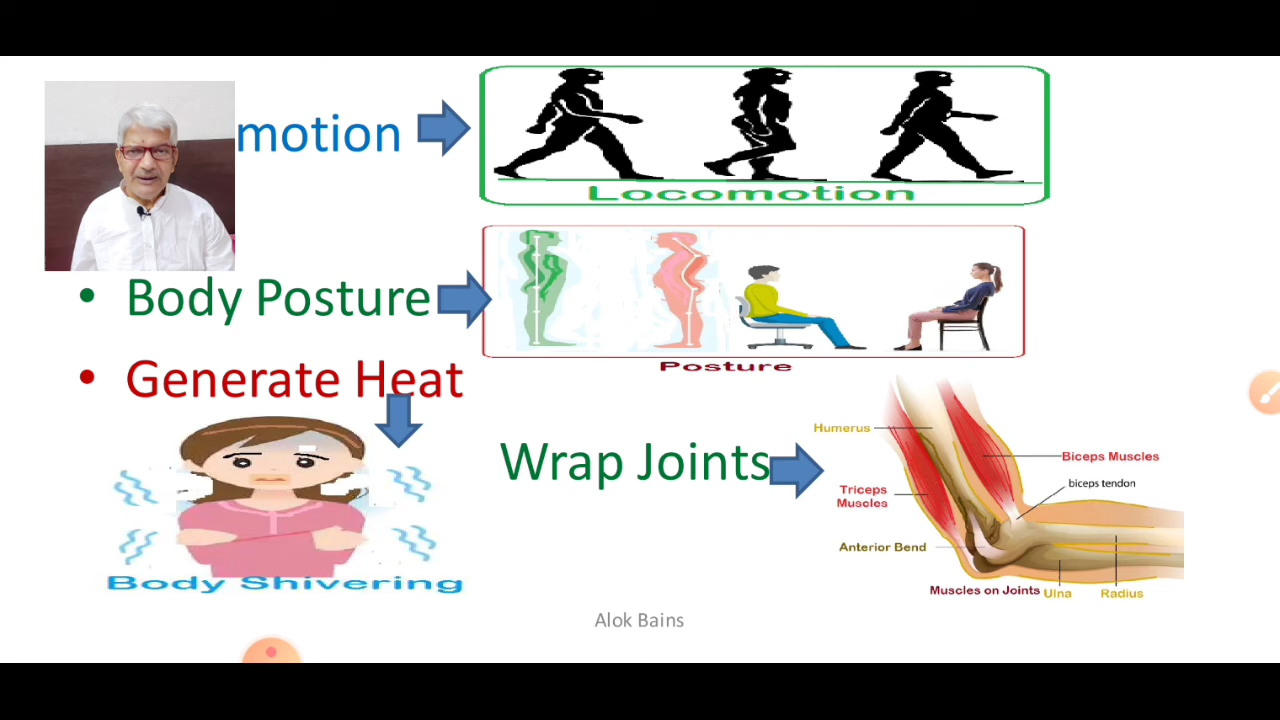 motion
Locomotion
• Body Posture
Posture
• Generate Heat
Body Shivering
Wrap Joints
Humerus
Biceps Muscles
biceps tendon
Triceps
Muscles
Anterior Bend
Muscles on Joints
Ulna
Radius
Alok Bains